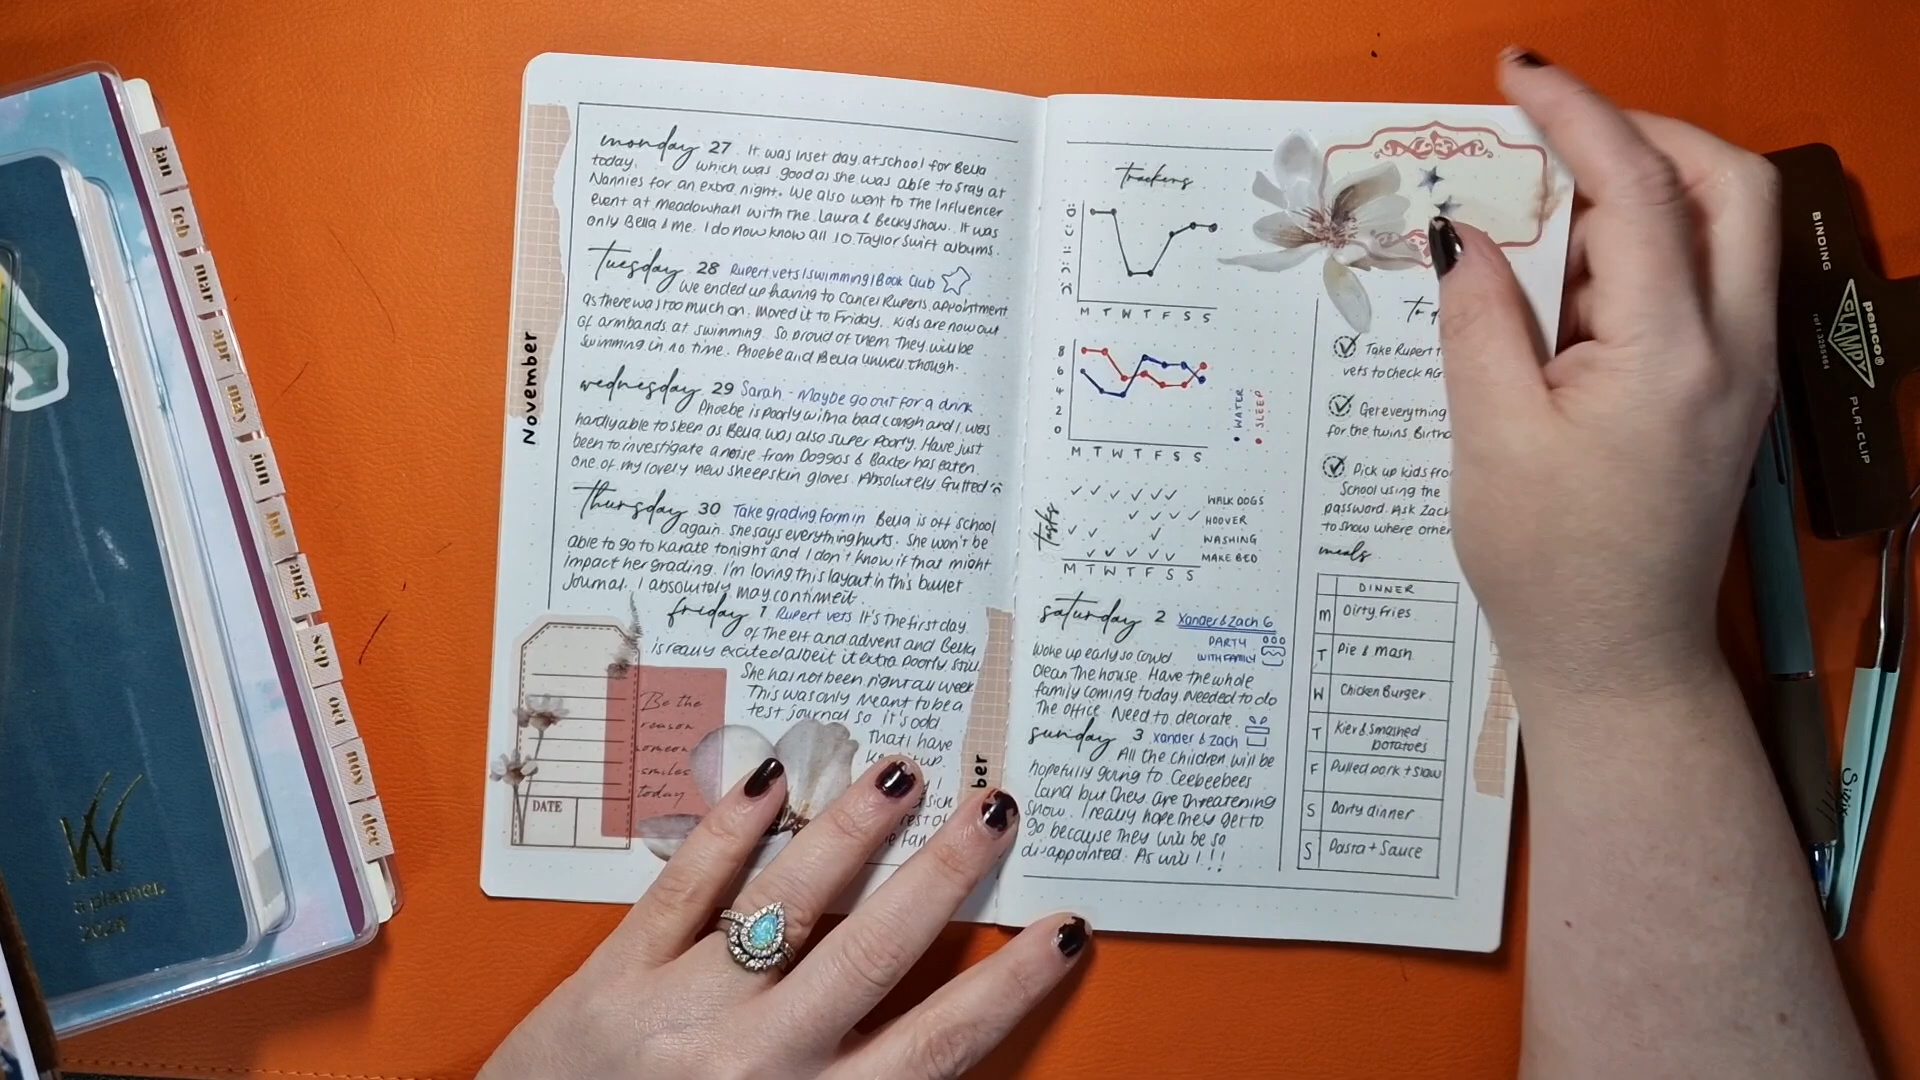 jan
feb
mar
apr
may
jun
jul
aug
sep
oct
nov
dec
W
a planner.
2024
November
monday 27 It was inset day at school for Bella
today. which was good as she was able to stay at
Nannies for an extra night. We also went to the Influencer
event at meadowhall with the Laura & Becky show. It was
only Bella & me. I do now know all 10 Taylor Swift albums.
Tuesday 28 Rupert vets | swimming | Book Club
We ended up having to cancel Ruperts appointment
as there was too much on. Moved it to Friday. Kids are now out
of armbands at swimming. So proud of them. They will be
swimming in no time. Phoebe and Bella unwell though.
wednesday 29 Sarah - Maybe go out for a drink
Phoebe is poorly with a bad cough and I was
hardly able to sleep as Bella was also super poorly. Have just
been to investigate a noise from Doggos & Baxter has eaten
one of my lovely new sheepskin gloves. Absolutely Gutted
Thursday 30 Take grading form in Bella is off school
again. She says everything hurts. She won't be
able to go to karate tonight and I don't know if that might
impact her grading. I'm loving this layout in this bullet
Journal. I absolutely may continue it.
friday 1 Rupert vets It's the first day
of the elf and advent and Bella
is really excited albeit it extra poorly still
She has not been right all week
This was only meant to be a
test journal so it's odd
that I have
up.
sick
rest of
fam
Be the
reason
someone
smiles
today
DATE
ber
trackers
:D
C:
M T W T F S S
8
6
4
2
0
M T W T F S S
• WATER
• SLEEP
tasks
WALK DOGS
HOOVER
WASHING
MAKE BED
M T W T F S S
saturday 2 Xander & Zach 6
PARTY
WITH FAMILY
Woke up early so could
clean the house. Have the whole
family coming today. Needed to do
the office. Need to decorate.
sunday 3 Xander & Zach
All the children will be
hopefully going to Ceebeebees
Land but they are threatening
snow. I really hope they get to
go because they will be so
disappointed. As will I!!!
To d
Take Rupert t
vets to check AG
Get everything
for the twins Birth
Pick up kids fro
School using the
password. Ask Zach
to show where other
meals
DINNER
M Dirty fries
T Pie & mash
W Chicken Burger
T Kiev & Smashed
potatoes
F Pulled pork + slaw
S Party dinner
S Pasta + Sauce
BINDING
penco®
CLAMPY
PLA-CLIP